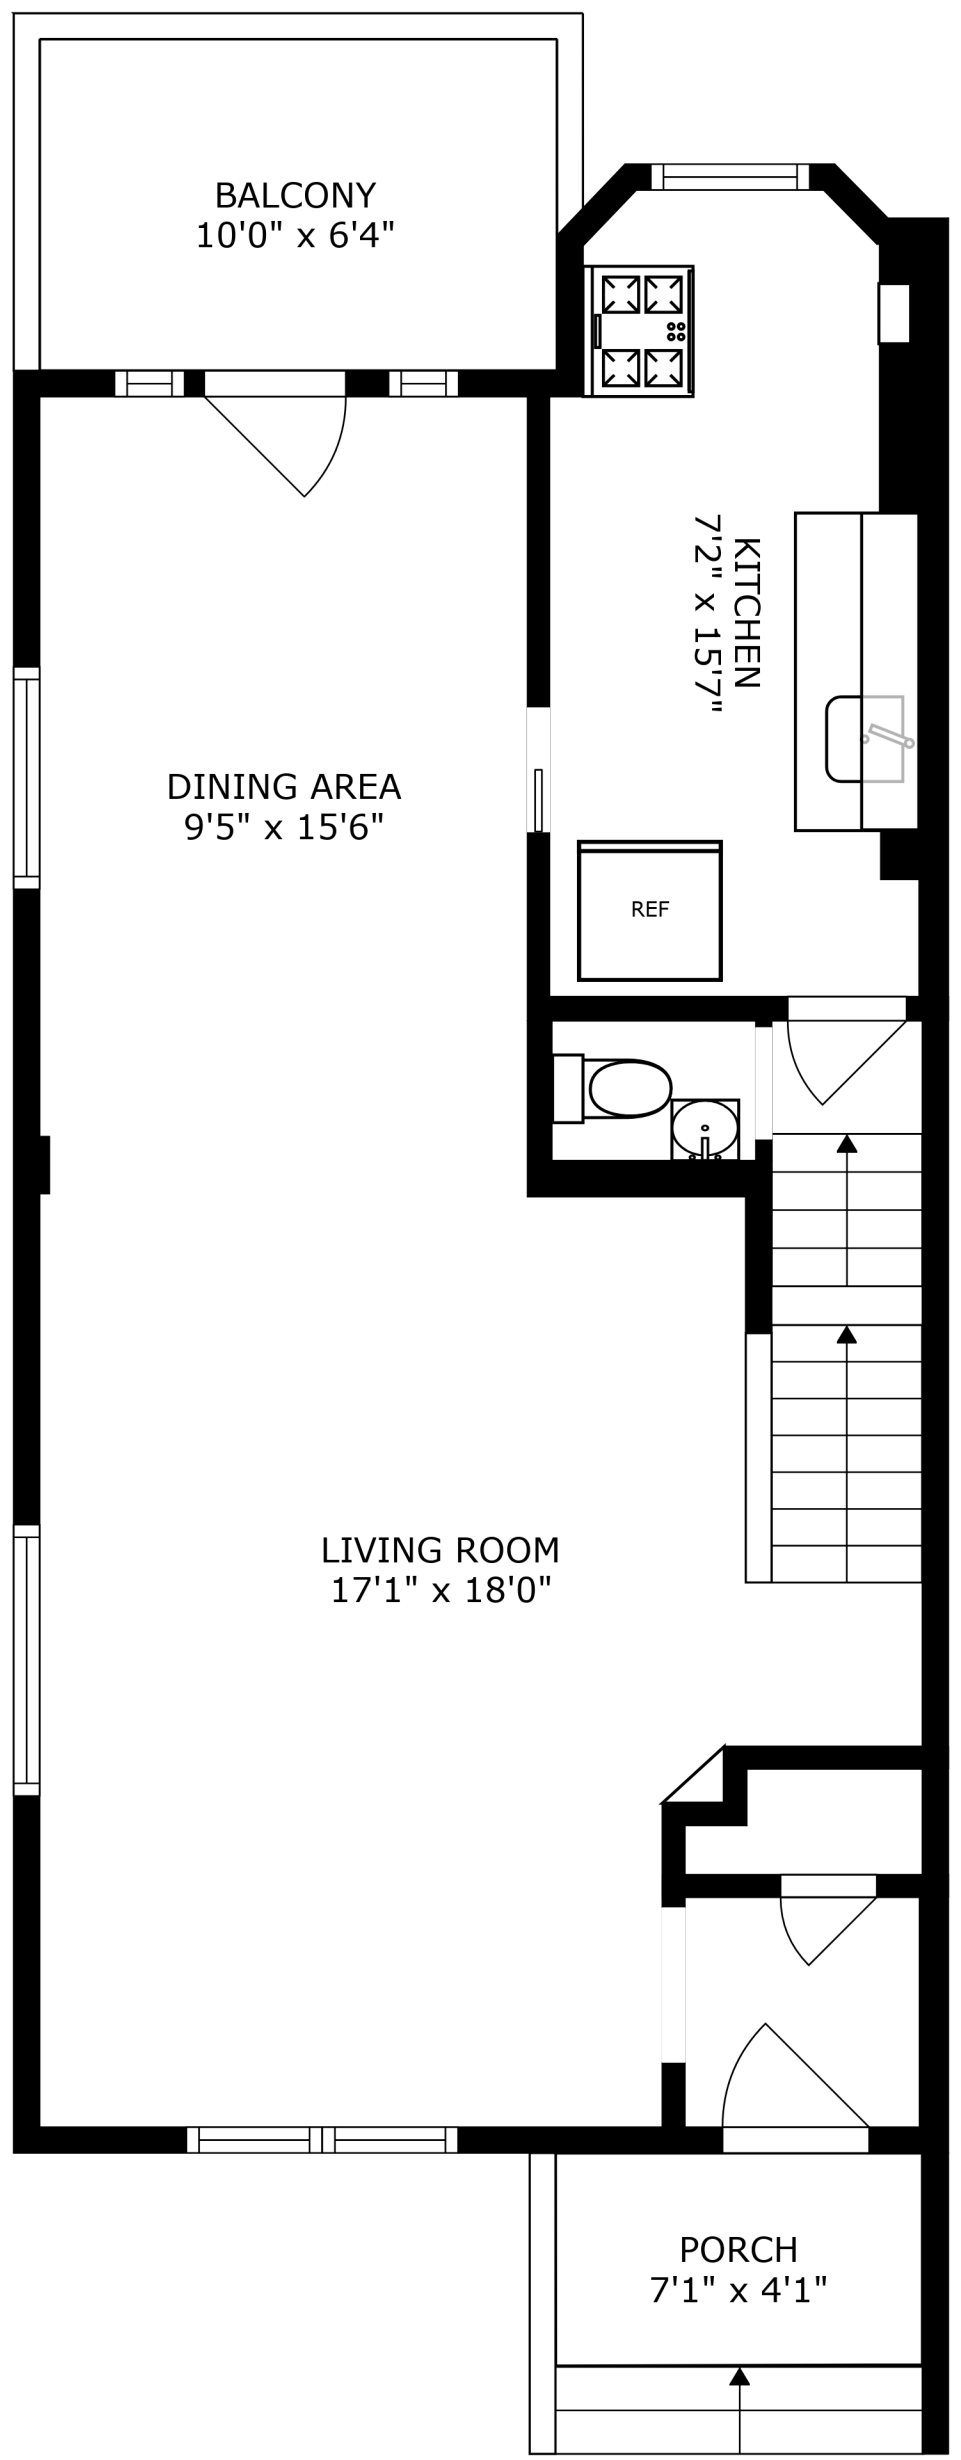 BALCONY
10'0" x 6'4"
KITCHEN
7'2" x 15'7"
DINING AREA
9'5" x 15'6"
REF
LIVING ROOM
17'1" x 18'0"
PORCH
7'1" x 4'1"